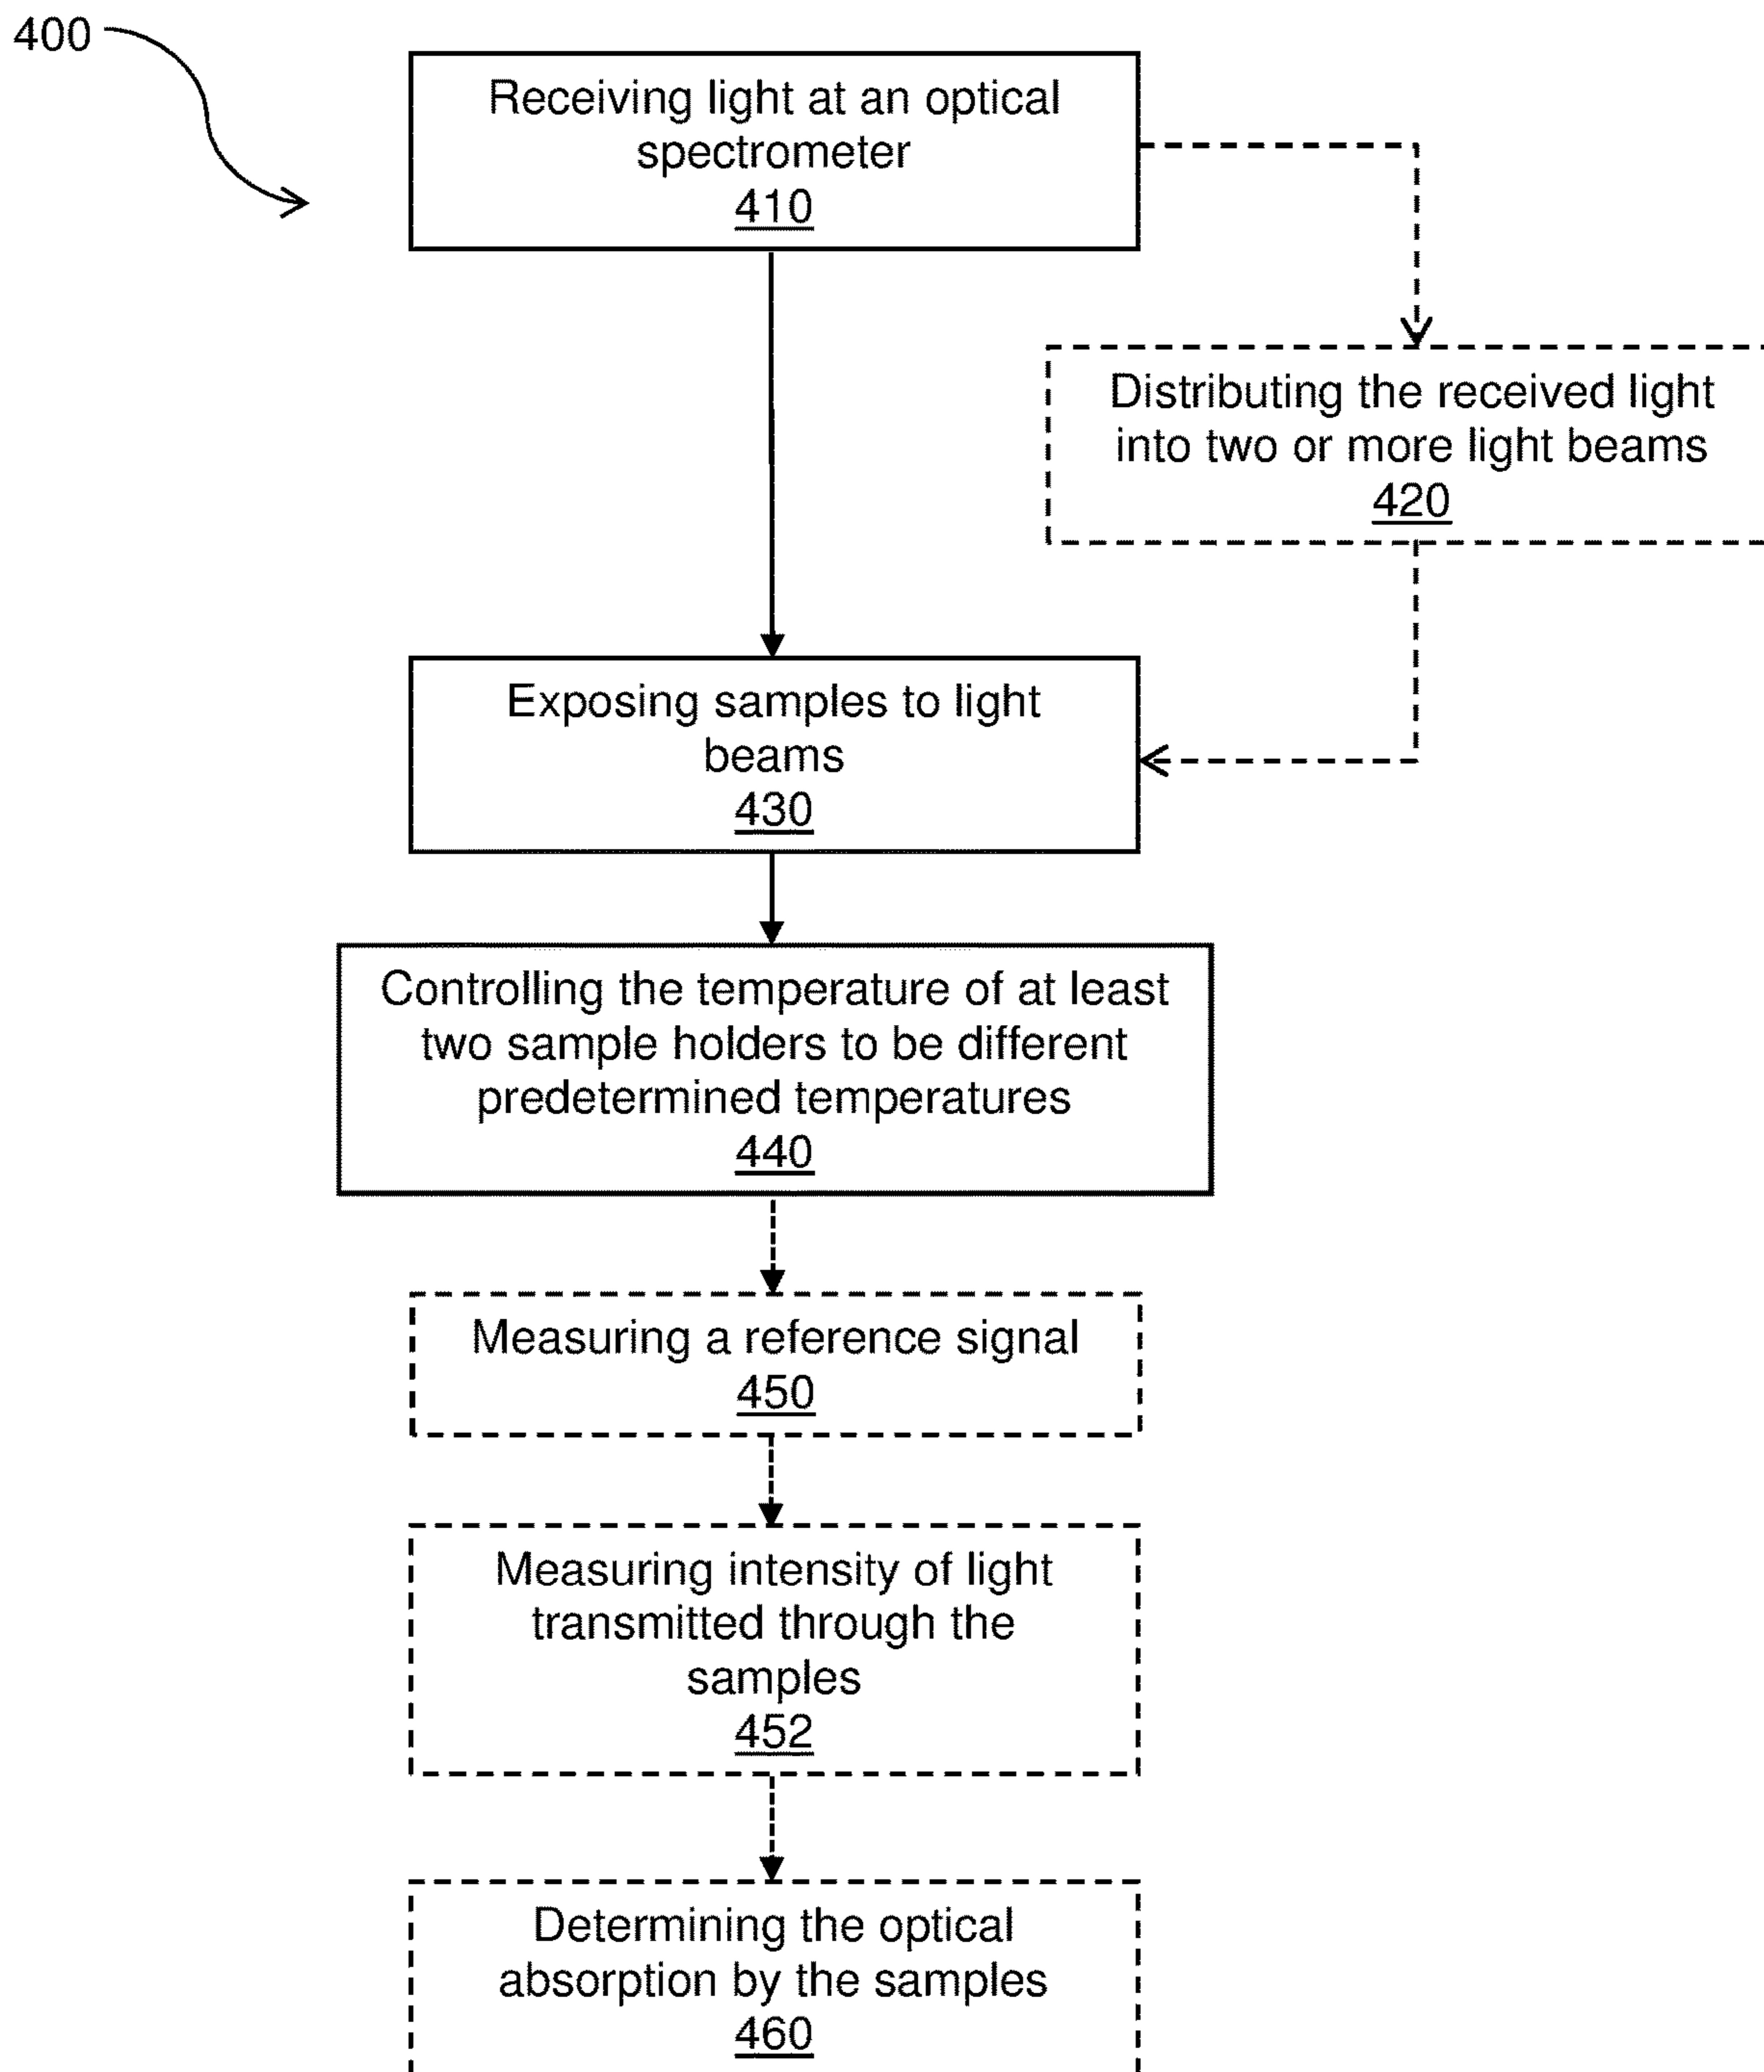 400
Receiving light at an optical
spectrometer
410
Distributing the received light
into two or more light beams
420
Exposing samples to light
beams
430
Controlling the temperature of at least
two sample holders to be different
predetermined temperatures
440
Measuring a reference signal
450
Measuring intensity of light
transmitted through the
samples
452
Determining the optical
absorption by the samples
460